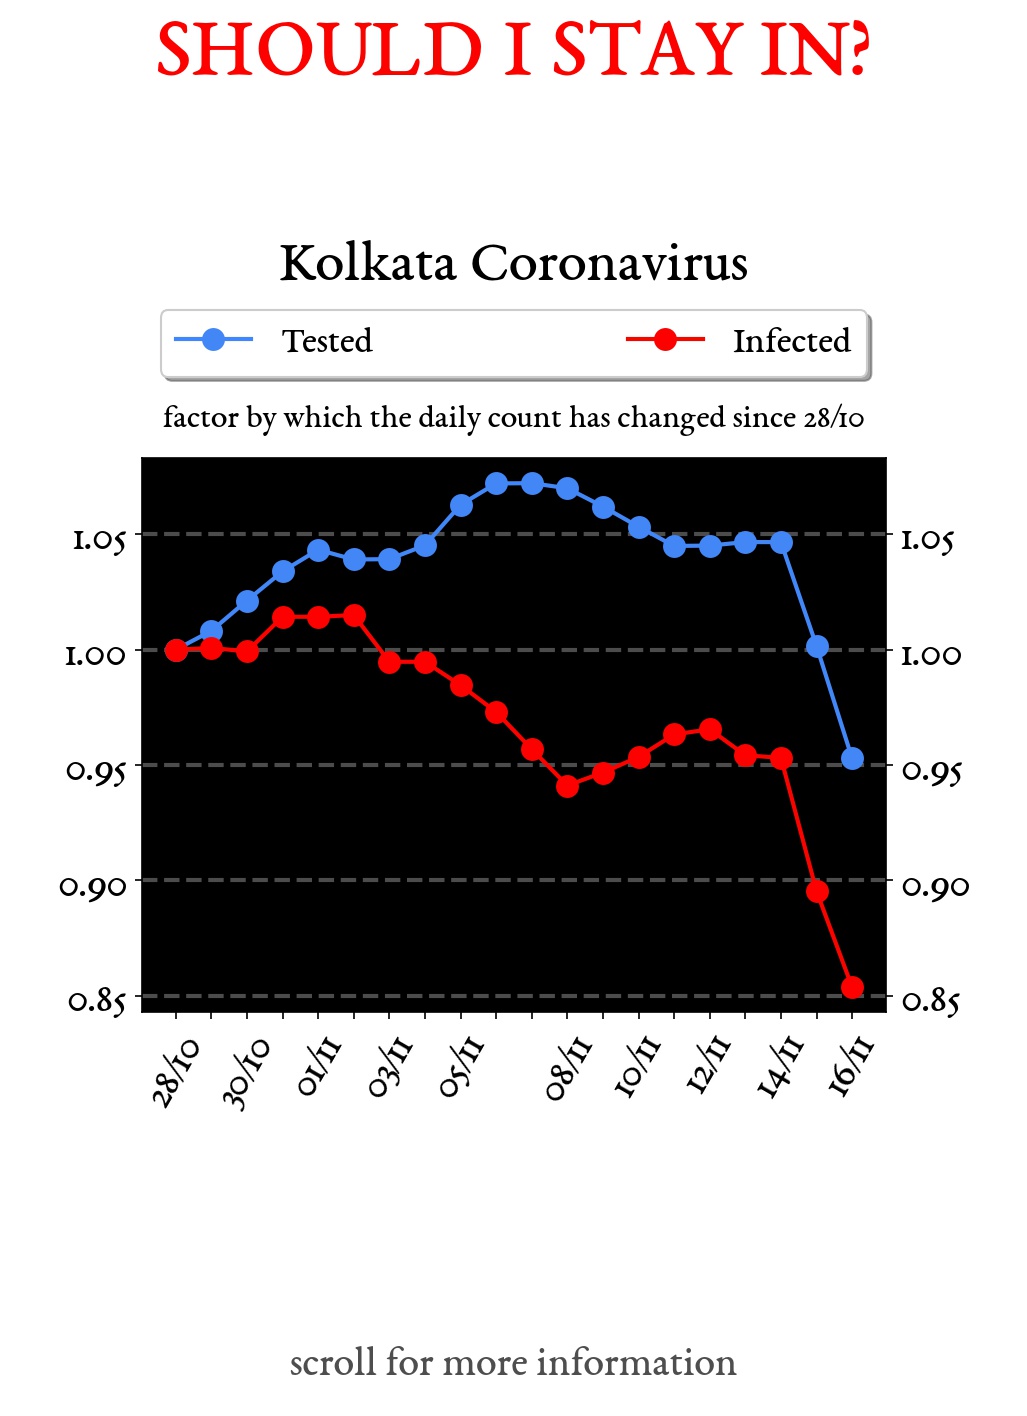 SHOULD I STAY IN?
Kolkata Coronavirus
Tested Infected
factor by which the daily count has changed since 28/10
1.05 1.05
1.00 1.00
0.95 0.95
0.90 0.90
0.85 0.85
28/10 30/10 01/11 03/11 05/11 08/11 10/11 12/11 14/11 16/11
scroll for more information